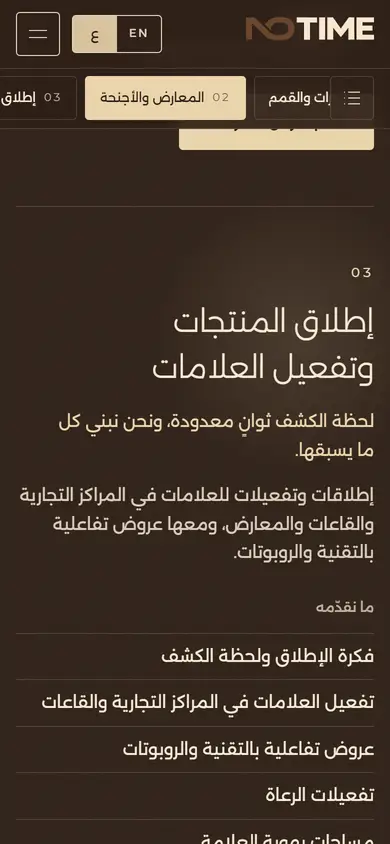 NOTIME
EN
ع
والقمم
02 المعارض والأجنحة
03 إطلاق
03
إطلاق المنتجات
وتفعيل العلامات
لحظة الكشف ثوانٍ معدودة، ونحن نبني كل
ما يسبقها.
إطلاقات وتفعيلات للعلامات في المراكز التجارية
والقاعات والمعارض، ومعها عروض تفاعلية
بالتقنية والروبوتات.
ما نقدّمه
فكرة الإطلاق ولحظة الكشف
تفعيل العلامات في المراكز التجارية والقاعات
عروض تفاعلية بالتقنية والروبوتات
تفعيلات الرعاة